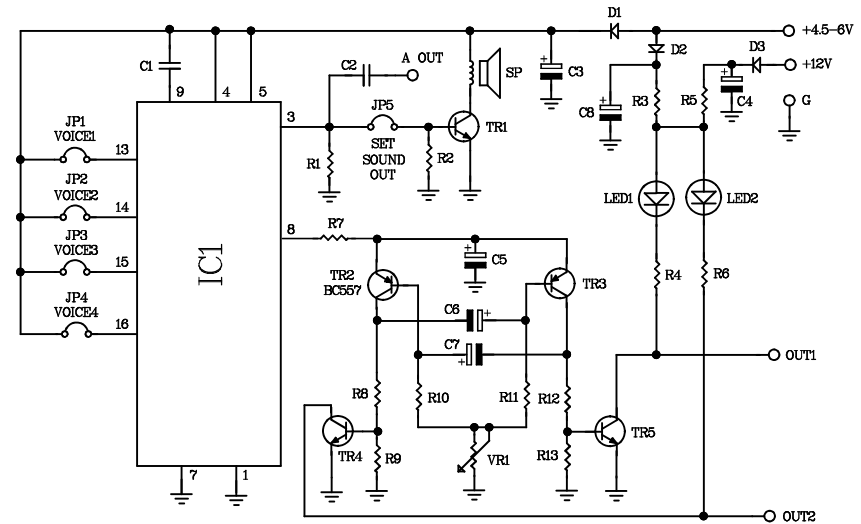 D1
+4.5-6V
D2
D3
+12V
C1
C2
A OUT
SP
C3
C8
R3
R5
C4
G
9
4
5
3
JP5
TR1
R1
SET
SOUND
OUT
R2
JP1
VOICE1
13
JP2
VOICE2
14
JP3
VOICE3
15
JP4
VOICE4
16
IC1
8
R7
LED1
LED2
TR2
BC557
C5
TR3
R4
R6
C6
C7
OUT1
R8
R10
R11
R12
TR4
R9
VR1
R13
TR5
7
1
OUT2